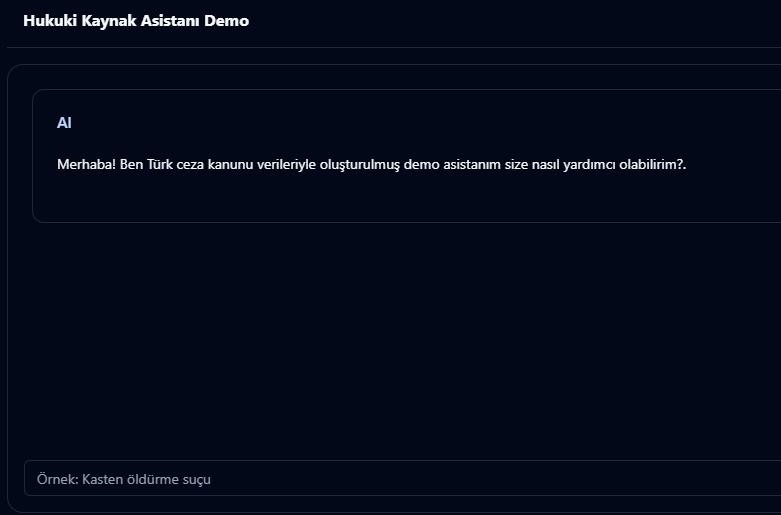 Hukuki Kaynak Asistanı Demo
AI
Merhaba! Ben Türk ceza kanunu verileriyle oluşturulmuş demo asistanım size nasıl yardımcı olabilirim?.
Örnek: Kasten öldürme suçu